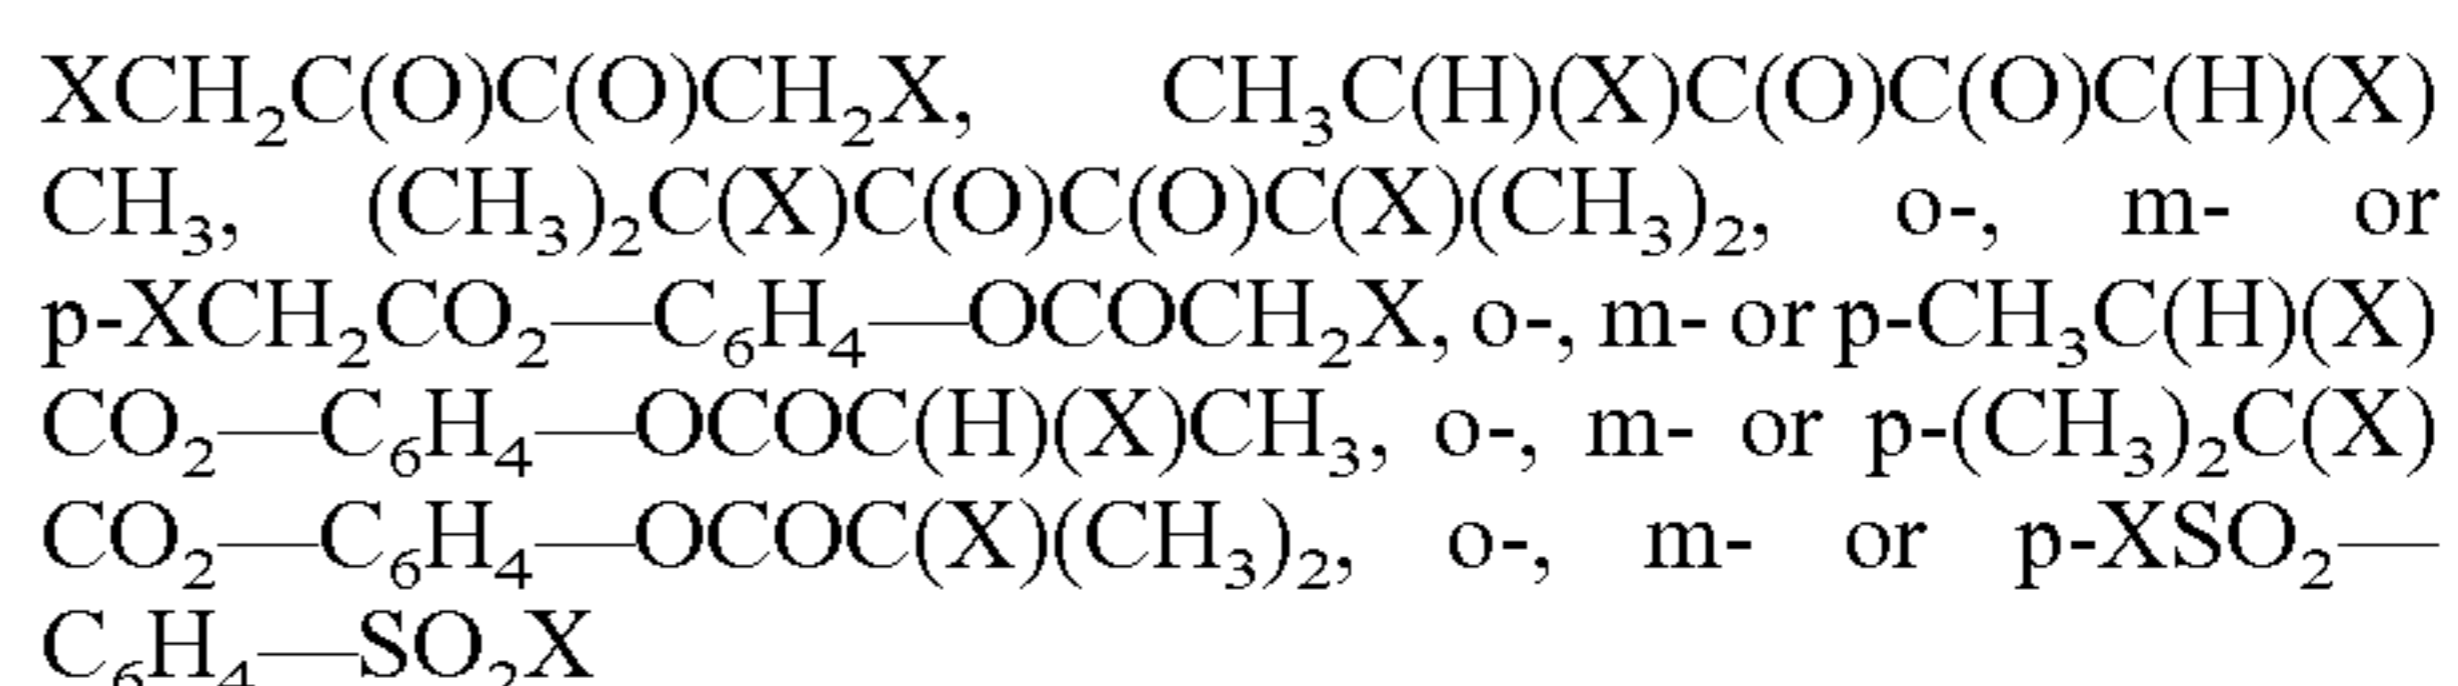 XCH₂C(O)C(O)CH₂X, CH₃C(H)(X)C(O)C(O)C(H)(X)
CH₃, (CH₃)₂C(X)C(O)C(O)C(X)(CH₃)₂, o-, m- or
p-XCH₂CO₂—C₆H₄—OCOCH₂X, o-, m- or p-CH₃C(H)(X)
CO₂—C₆H₄—OCOC(H)(X)CH₃, o-, m- or p-(CH₃)₂C(X)
CO₂—C₆H₄—OCOC(X)(CH₃)₂, o-, m- or p-XSO₂—
C₆H₄—SO₂X